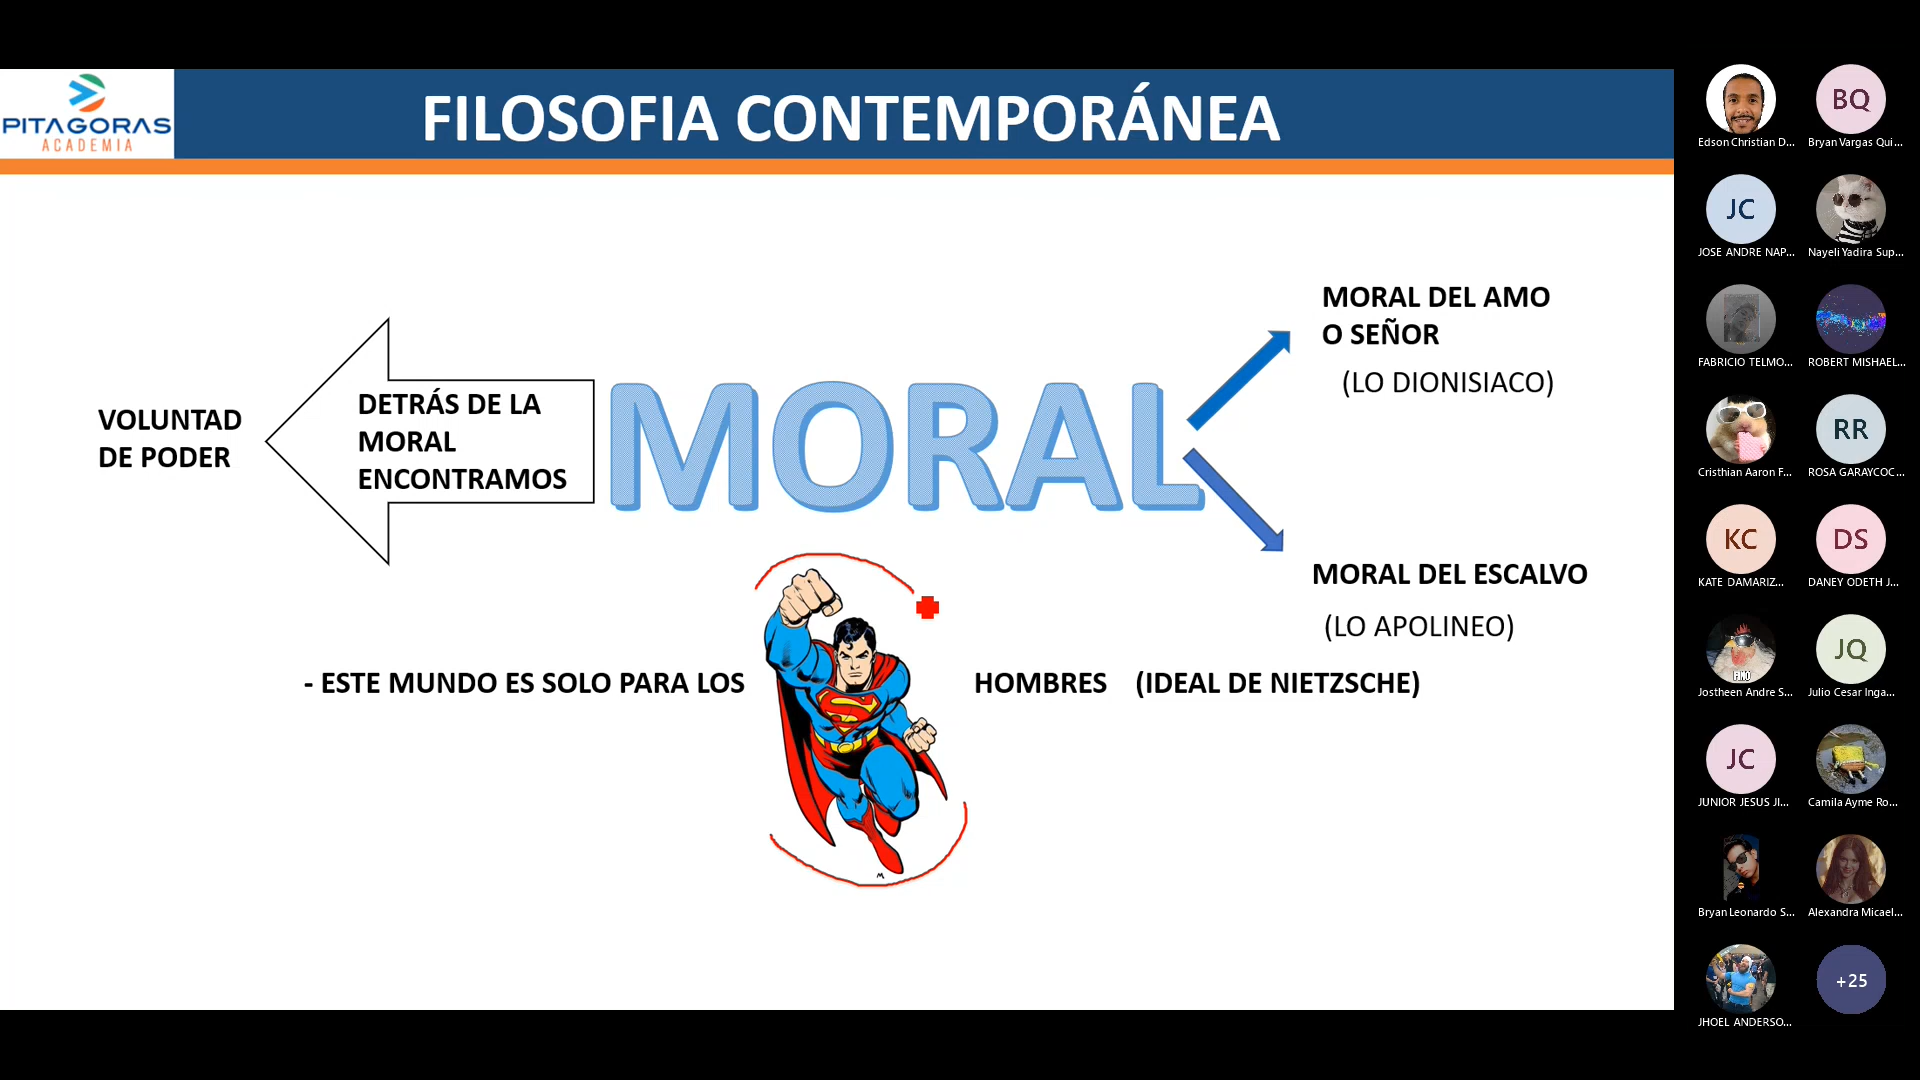 PITAGORAS
ACADEMIA
FILOSOFIA CONTEMPORÁNEA
VOLUNTAD
DE PODER
DETRÁS DE LA
MORAL
ENCONTRAMOS
MORAL
MORAL DEL AMO
O SEÑOR
(LO DIONISIACO)
MORAL DEL ESCALVO
(LO APOLINEO)
- ESTE MUNDO ES SOLO PARA LOS HOMBRES (IDEAL DE NIETZSCHE)
S
M
Edson Christian D...
BQ
Bryan Vargas Qui...
JC
JOSE ANDRE NAP...
Nayeli Yadira Sup...
FABRICIO TELMO...
ROBERT MISHAEL...
Cristhian Aaron F...
RR
ROSA GARAYCOC...
KC
KATE DAMARIZ...
DS
DANEY ODETH J...
FINO
Jostheen Andre S...
JQ
Julio Cesar Inga...
JC
JUNIOR JESUS JI...
Camila Ayme Ro...
Bryan Leonardo S...
Alexandra Micael...
JHOEL ANDERSO...
+25